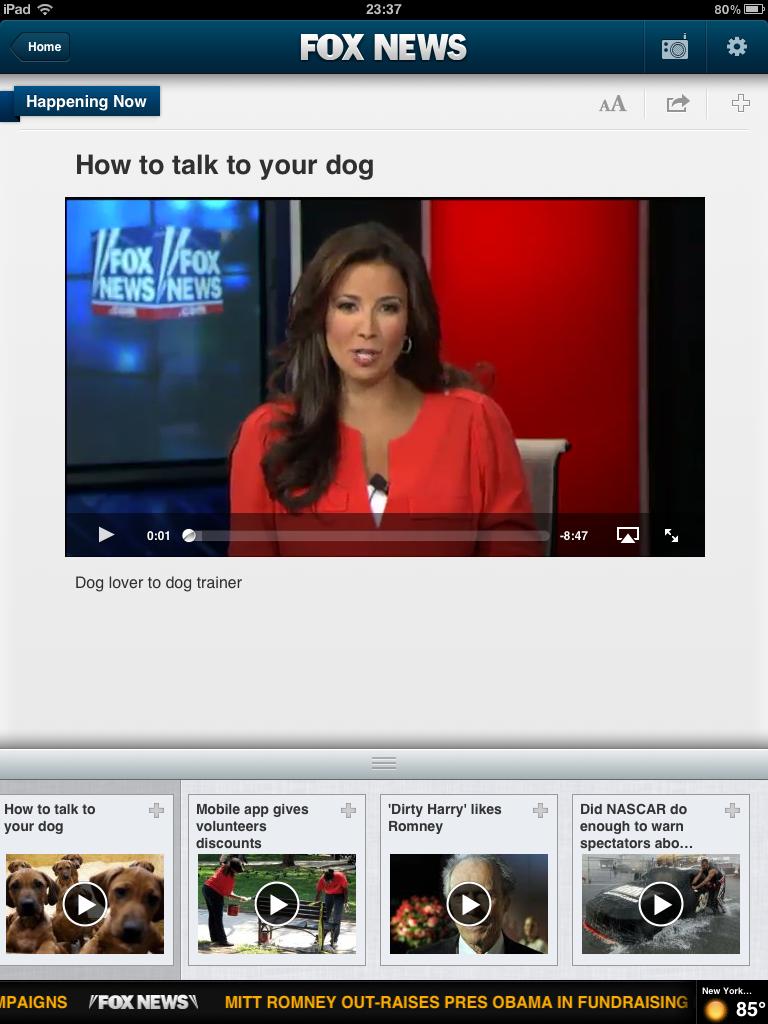 iPad 23:37 80%
Home FOX NEWS
Happening Now AA
How to talk to your dog
FOX FOX
NEWS NEWS
.com .com
0:01 -8:47
Dog lover to dog trainer
How to talk to
your dog
Mobile app gives
volunteers
discounts
'Dirty Harry' likes
Romney
Did NASCAR do
enough to warn
spectators abo...
MPAIGNS FOX NEWS MITT ROMNEY OUT-RAISES PRES OBAMA IN FUNDRAISING
New York...
85°